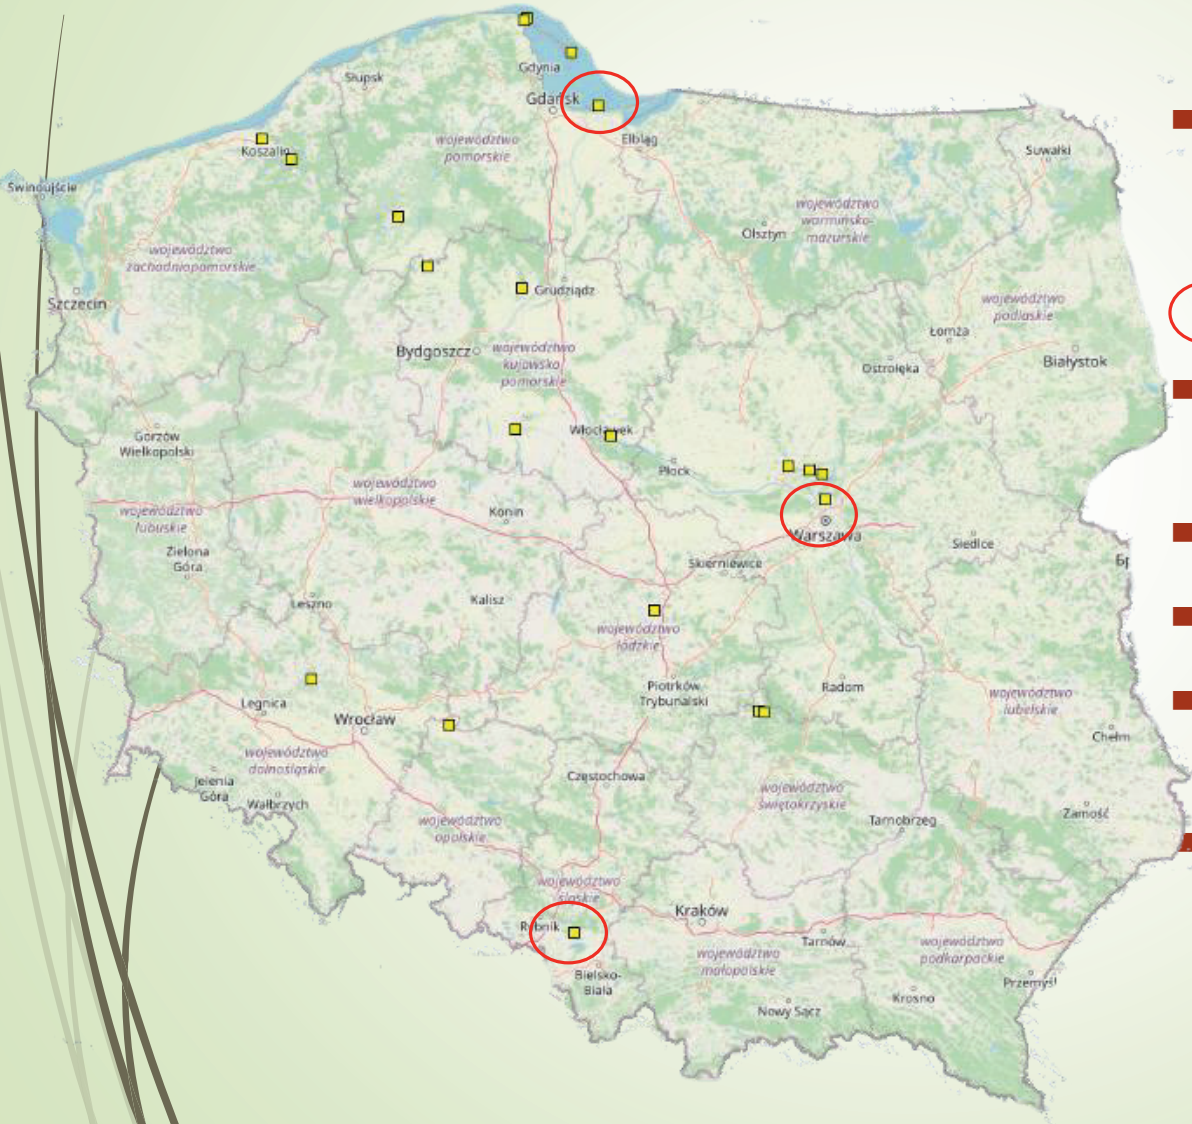 Gdynia
Słupsk
Gdańsk
Elbląg
województwo
pomorskie
Koszalin
Suwałki
Świnoujście
województwo
warmińsko-
mazurskie
Olsztyn
województwo
zachodniopomorskie
Szczecin
Grudziądz
województwo
podlaskie
Łomża
Bydgoszcz
województwo
kujawsko
pomorskie
Białystok
Ostrołęka
Gorzów
Wielkopolski
Włocławek
Płock
województwo
wielkopolskie
Konin
województwo
lubuskie
Warszawa
Siedlce
Zielona
Góra
Skierniewice
Leszno
Kalisz
województwo
łódzkie
Piotrków
Trybunalski
Radom
województwo
lubelskie
Legnica
Wrocław
Chełm
województwo
dolnośląskie
Jelenia
Góra
Wałbrzych
Częstochowa
województwo
świętokrzyskie
Zamość
Tarnobrzeg
województwo
opolskie
województwo
śląskie
Rybnik
Kraków
Tarnów
województwo
podkarpackie
województwo
małopolskie
Bielsko-
Biała
Przemyśl
Krosno
Nowy Sącz